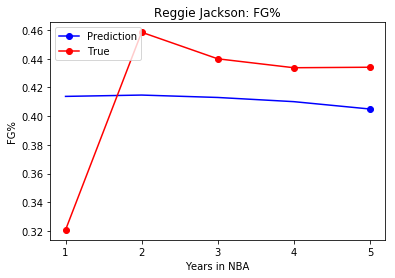 Reggie Jackson: FG%
Prediction
True
0.46
0.44
0.42
0.40
0.38
0.36
0.34
0.32
FG%
1 2 3 4 5
Years in NBA